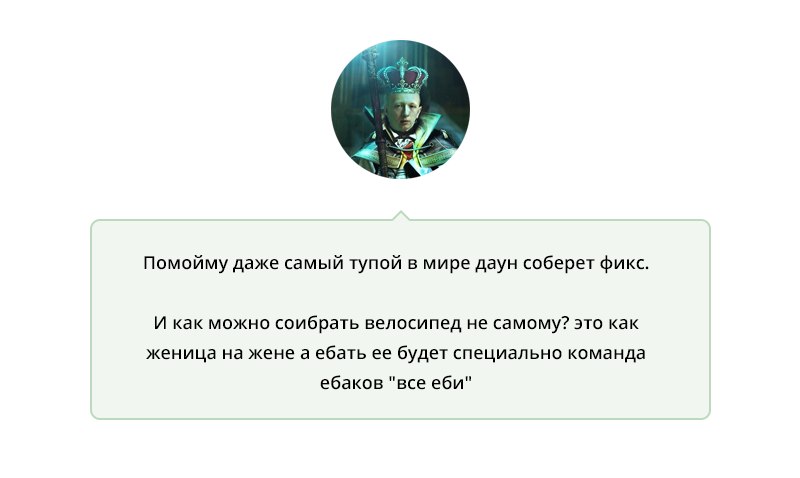 Помойму даже самый тупой в мире даун соберет фикс.
И как можно соибрать велосипед не самому? это как
женица на жене а ебать ее будет специально команда
ебаков "все еби"